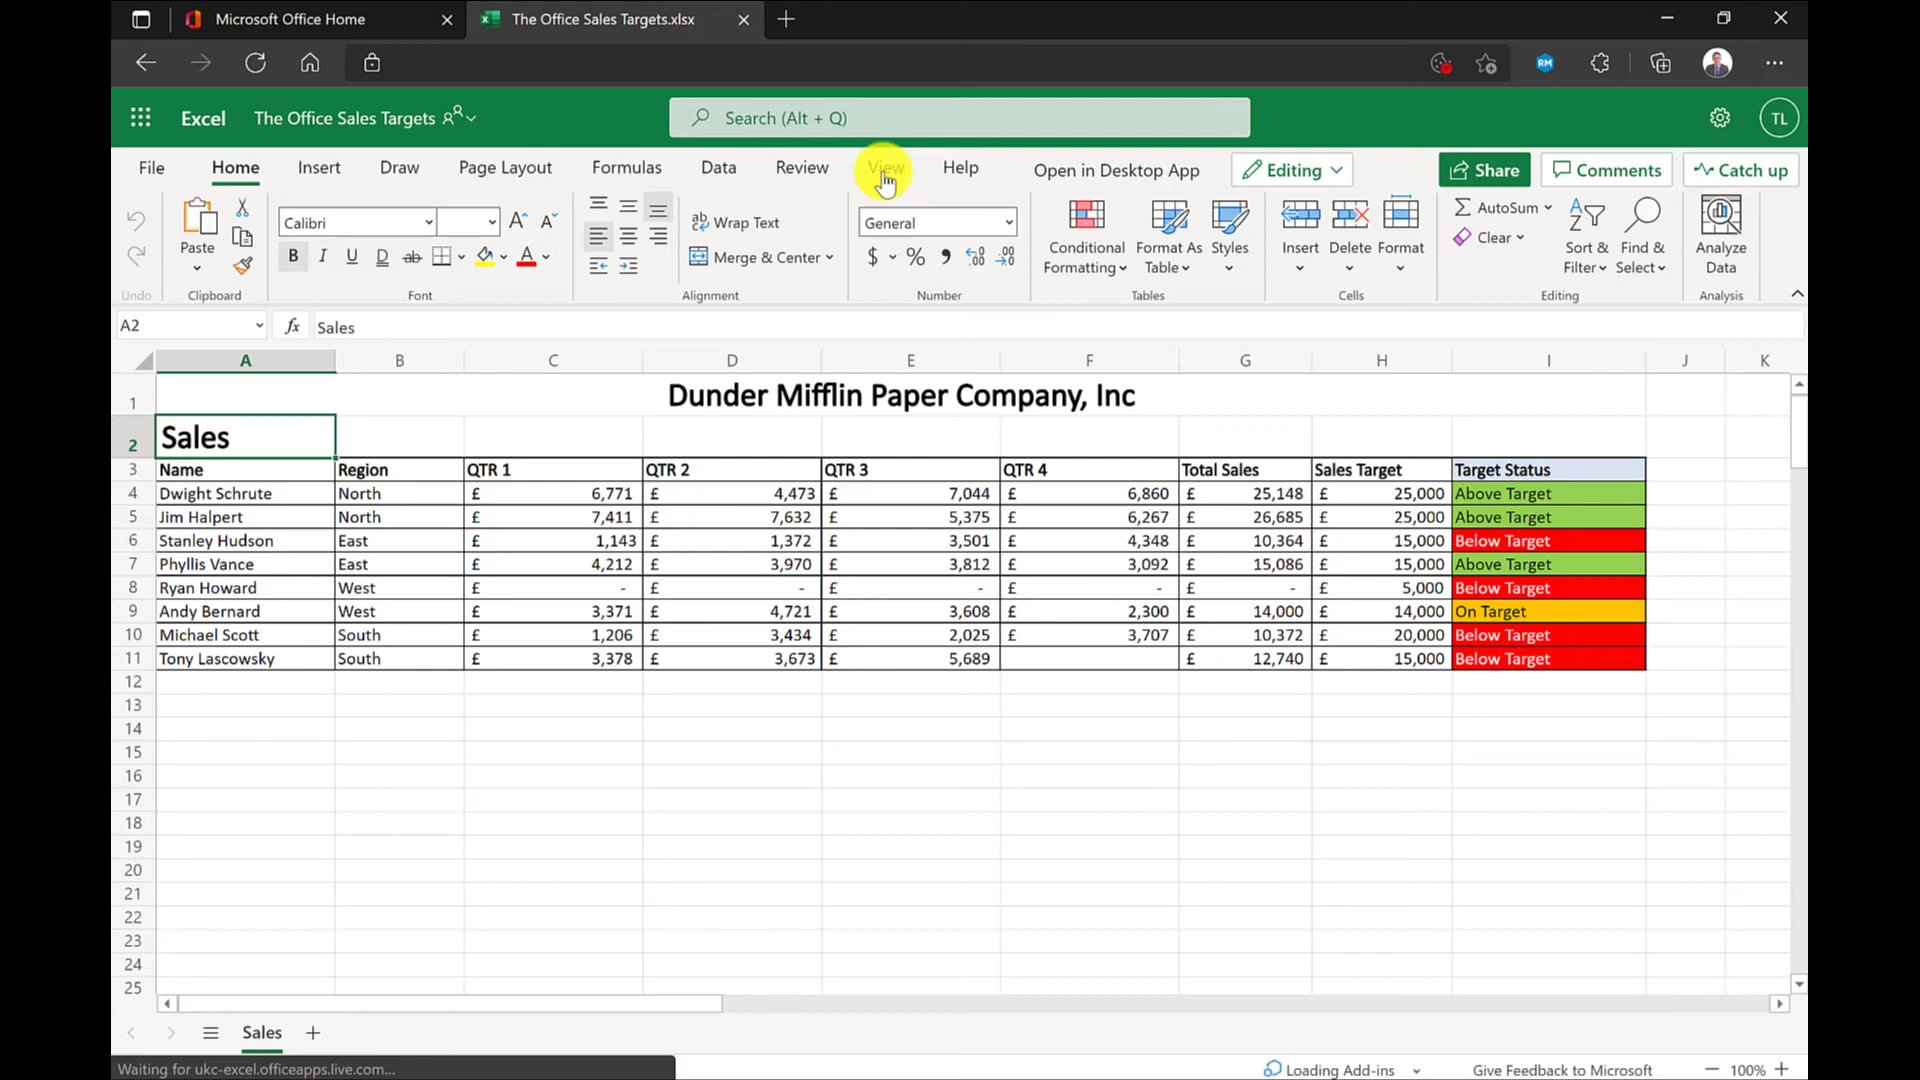 Microsoft Office Home
The Office Sales Targets.xlsx
RM
Excel
The Office Sales Targets
Search (Alt + Q)
TL
File
Home
Insert
Draw
Page Layout
Formulas
Data
Review
View
Help
Open in Desktop App
Editing
Share
Comments
Catch up
Paste
Calibri
A A
B I U D ab
A
ab Wrap Text
Merge & Center
General
$ % 9
Conditional Formatting
Format As Table
Styles
Insert
Delete
Format
AutoSum
Clear
Sort & Filter
Find & Select
Analyze Data
Undo
Clipboard
Font
Alignment
Number
Tables
Cells
Editing
Analysis
A2
fx
Sales
A B C D E F G H I J K
1 Dunder Mifflin Paper Company, Inc
2 Sales
3 Name Region QTR 1 QTR 2 QTR 3 QTR 4 Total Sales Sales Target Target Status
4 Dwight Schrute North £ 6,771 £ 4,473 £ 7,044 £ 6,860 £ 25,148 £ 25,000 Above Target
5 Jim Halpert North £ 7,411 £ 7,632 £ 5,375 £ 6,267 £ 26,685 £ 25,000 Above Target
6 Stanley Hudson East £ 1,143 £ 1,372 £ 3,501 £ 4,348 £ 10,364 £ 15,000 Below Target
7 Phyllis Vance East £ 4,212 £ 3,970 £ 3,812 £ 3,092 £ 15,086 £ 15,000 Above Target
8 Ryan Howard West £ - £ - £ - £ - £ - £ 5,000 Below Target
9 Andy Bernard West £ 3,371 £ 4,721 £ 3,608 £ 2,300 £ 14,000 £ 14,000 On Target
10 Michael Scott South £ 1,206 £ 3,434 £ 2,025 £ 3,707 £ 10,372 £ 20,000 Below Target
11 Tony Lascowsky South £ 3,378 £ 3,673 £ 5,689 £ 12,740 £ 15,000 Below Target
12
13
14
15
16
17
18
19
20
21
22
23
24
25
Sales
Waiting for ukc-excel.officeapps.live.com...
Loading Add-ins
Give Feedback to Microsoft
100%